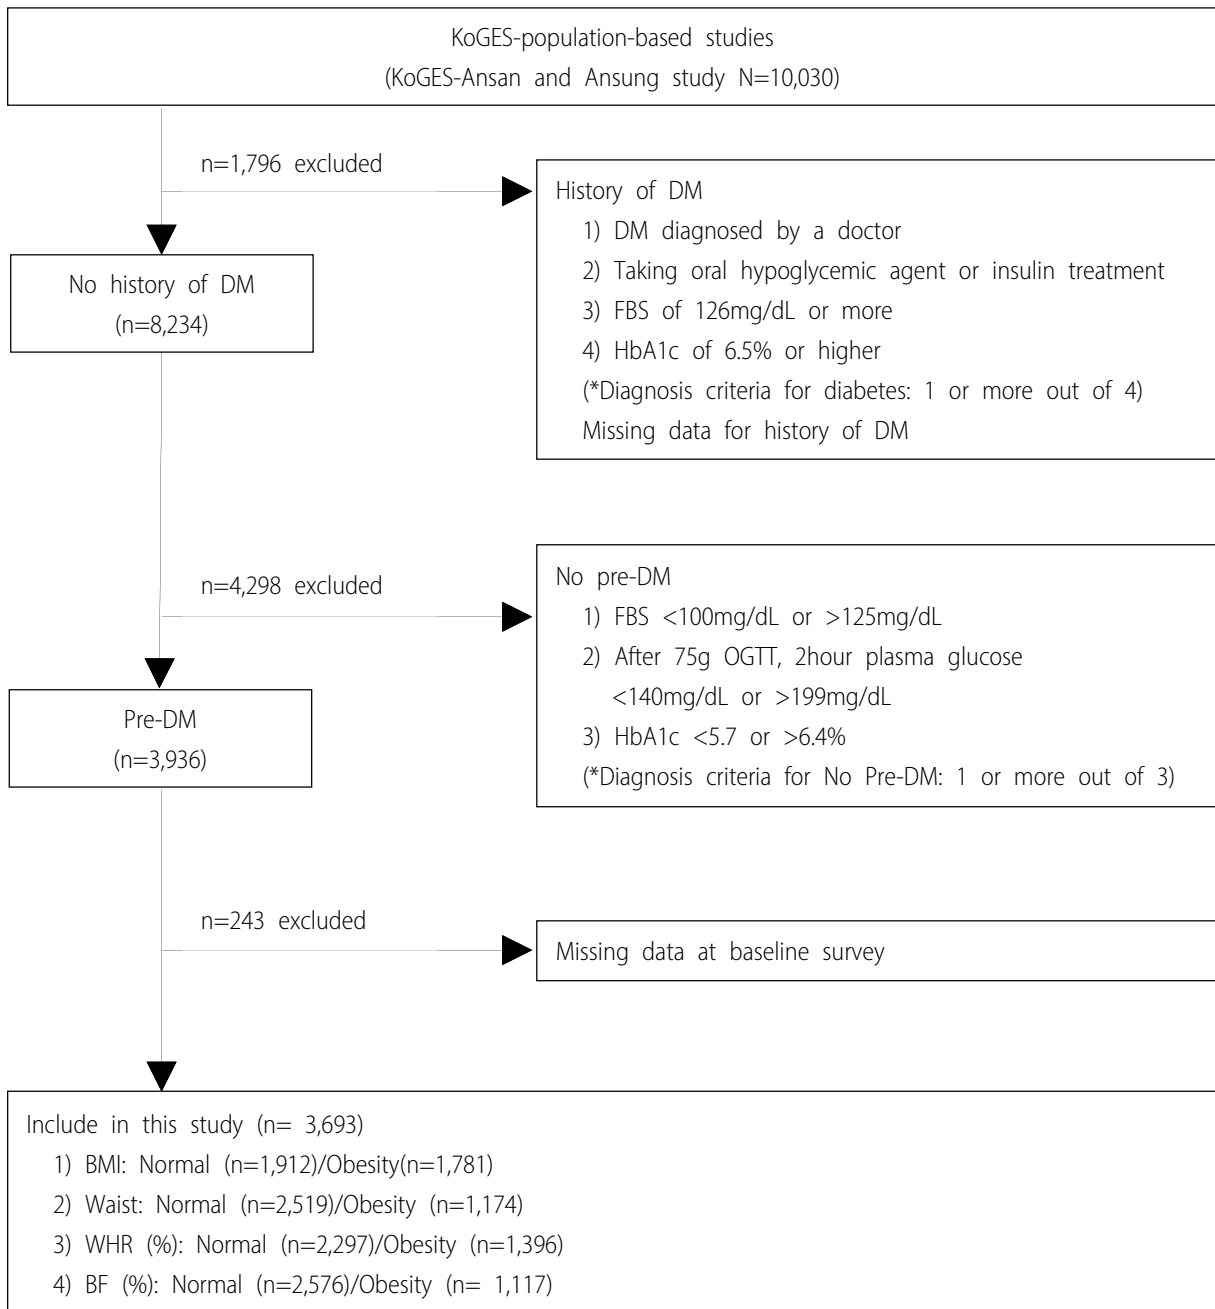 KoGES-population-based studies
(KoGES-Ansan and Ansung study N=10,030)
n=1,796 excluded
History of DM
1) DM diagnosed by a doctor
2) Taking oral hypoglycemic agent or insulin treatment
3) FBS of 126mg/dL or more
4) HbA1c of 6.5% or higher
(*Diagnosis criteria for diabetes: 1 or more out of 4)
Missing data for history of DM
No history of DM
(n=8,234)
n=4,298 excluded
No pre-DM
1) FBS <100mg/dL or >125mg/dL
2) After 75g OGTT, 2hour plasma glucose
<140mg/dL or >199mg/dL
3) HbA1c <5.7 or >6.4%
(*Diagnosis criteria for No Pre-DM: 1 or more out of 3)
Pre-DM
(n=3,936)
n=243 excluded
Missing data at baseline survey
Include in this study (n= 3,693)
1) BMI: Normal (n=1,912)/Obesity(n=1,781)
2) Waist: Normal (n=2,519)/Obesity (n=1,174)
3) WHR (%): Normal (n=2,297)/Obesity (n=1,396)
4) BF (%): Normal (n=2,576)/Obesity (n= 1,117)